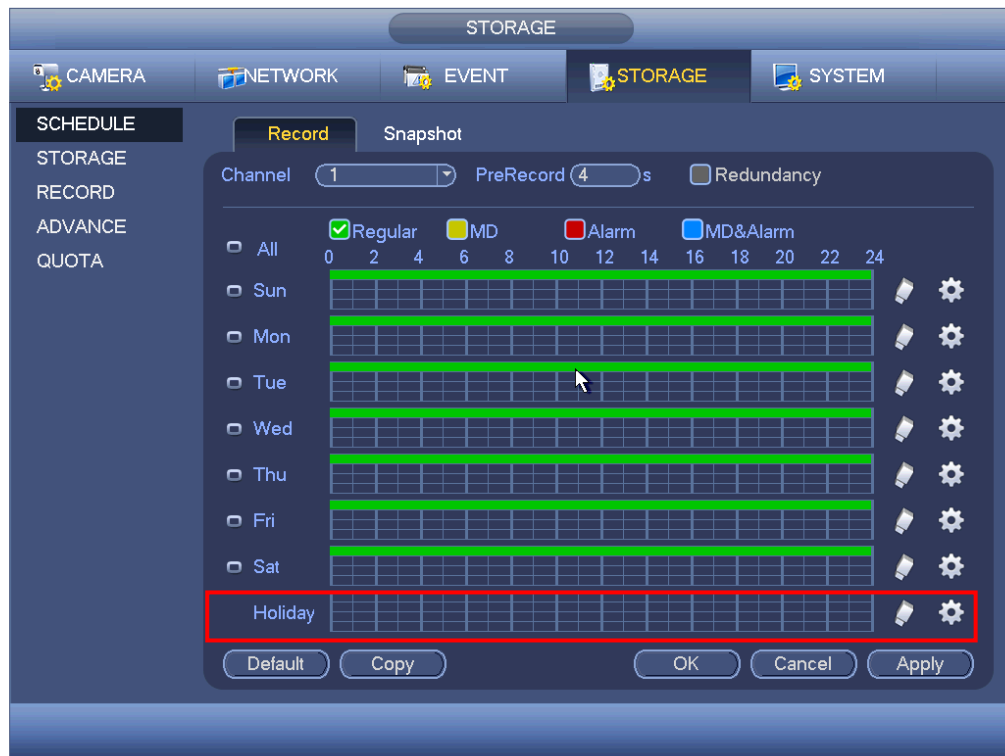 STORAGE
CAMERA NETWORK EVENT STORAGE SYSTEM
SCHEDULE
STORAGE
RECORD
ADVANCE
QUOTA
Record Snapshot
Channel 1 PreRecord 4 s Redundancy
Regular MD Alarm MD&Alarm
All 0 2 4 6 8 10 12 14 16 18 20 22 24
Sun
Mon
Tue
Wed
Thu
Fri
Sat
Holiday
Default Copy OK Cancel Apply